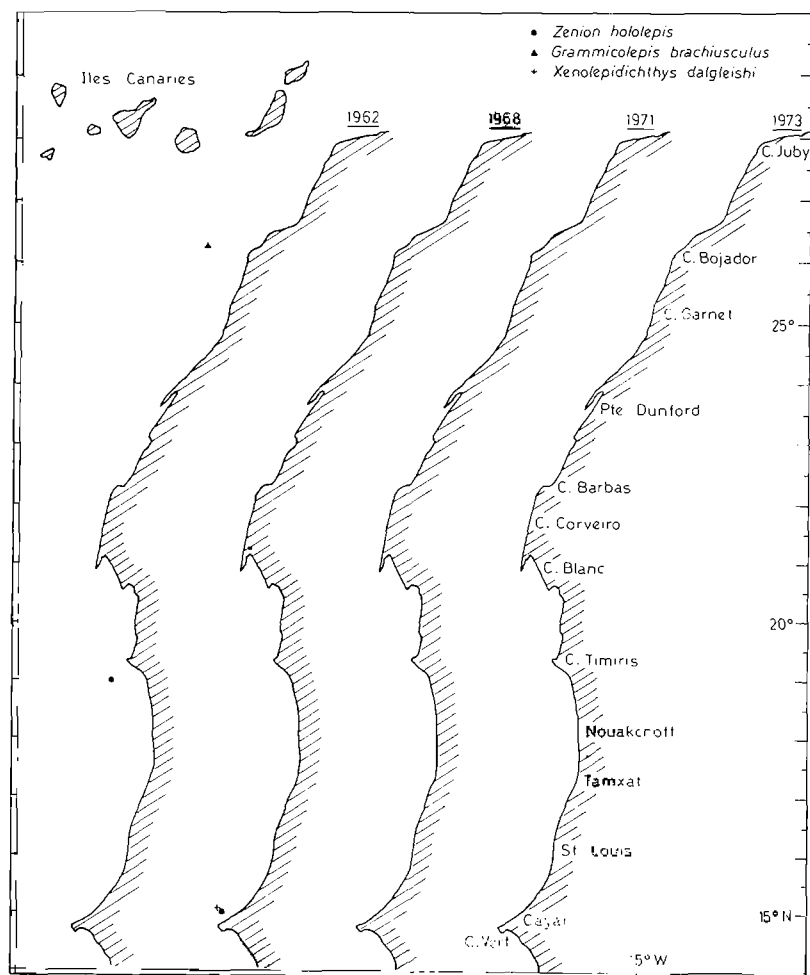 • Zenion hololepis
▲ Grammicolepis brachiusculus
+ Xenolepidichthys dalgleishi
Iles Canaries
1962
1968
1971
1973
C. Juby
C. Bojador
C. Garnet
25°
Pte Dunford
C. Barbas
C. Corveiro
C. Blanc
20°
C. Timiris
Nouakcrott
Tamxat
St Louis
15° N
Cayar
C. Vert
15° W